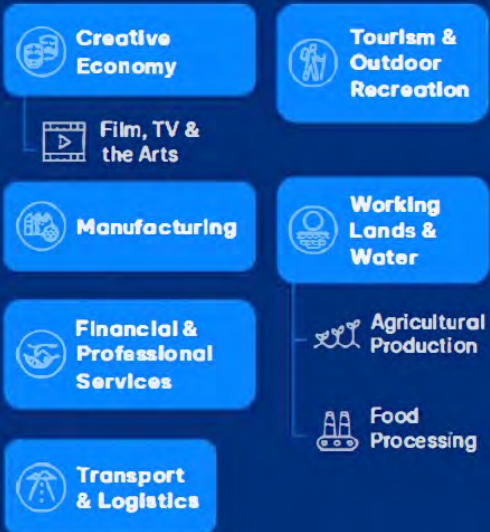 Creative
Economy
Film, TV &
the Arts
Manufacturing
Financial &
Professional
Services
Transport
& Logistics
Tourism &
Outdoor
Recreation
Working
Lands &
Water
Agricultural
Production
Food
Processing